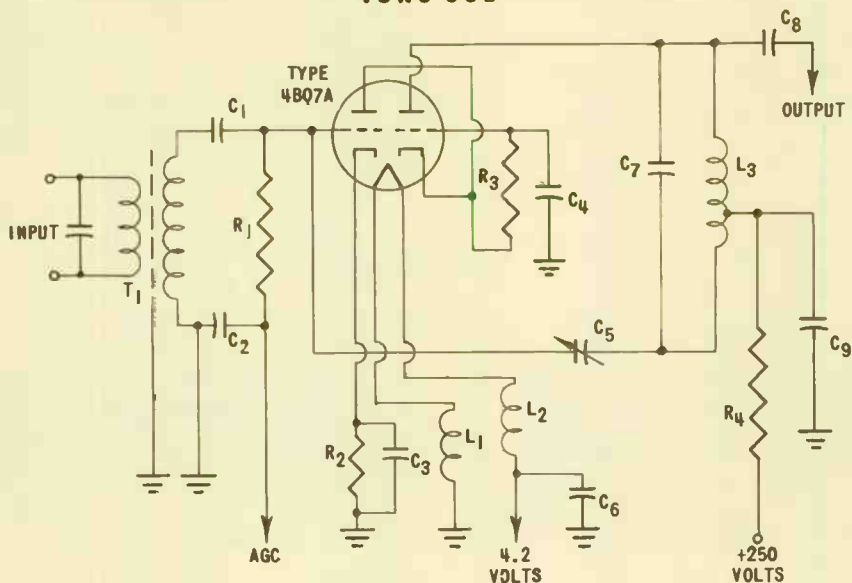 C8
TYPE
4BQ7A
C1
OUTPUT
C7
L3
R3
C4
INPUT
R1
T1
C2
C5
C9
L2
L1
R4
R2
C3
C6
AGC
4.2
VOLTS
+250
VOLTS